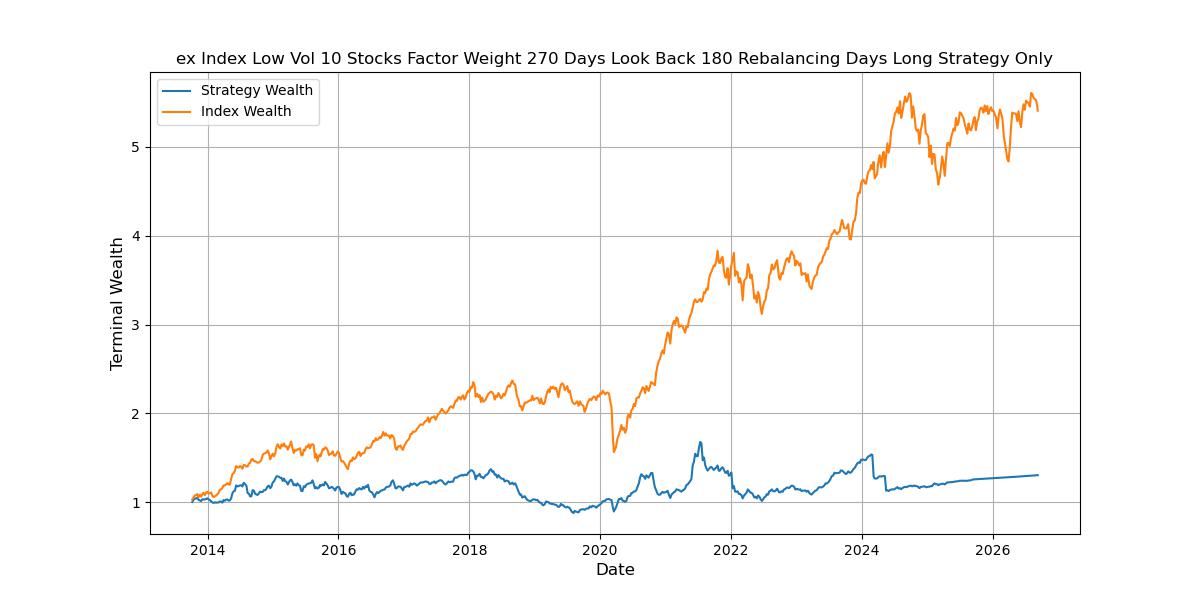 ex Index Low Vol 10 Stocks Factor Weight 270 Days Look Back 180 Rebalancing Days Long Strategy Only
Strategy Wealth
Index Wealth
Terminal Wealth
5
4
3
2
1
2014 2016 2018 2020 2022 2024 2026
Date